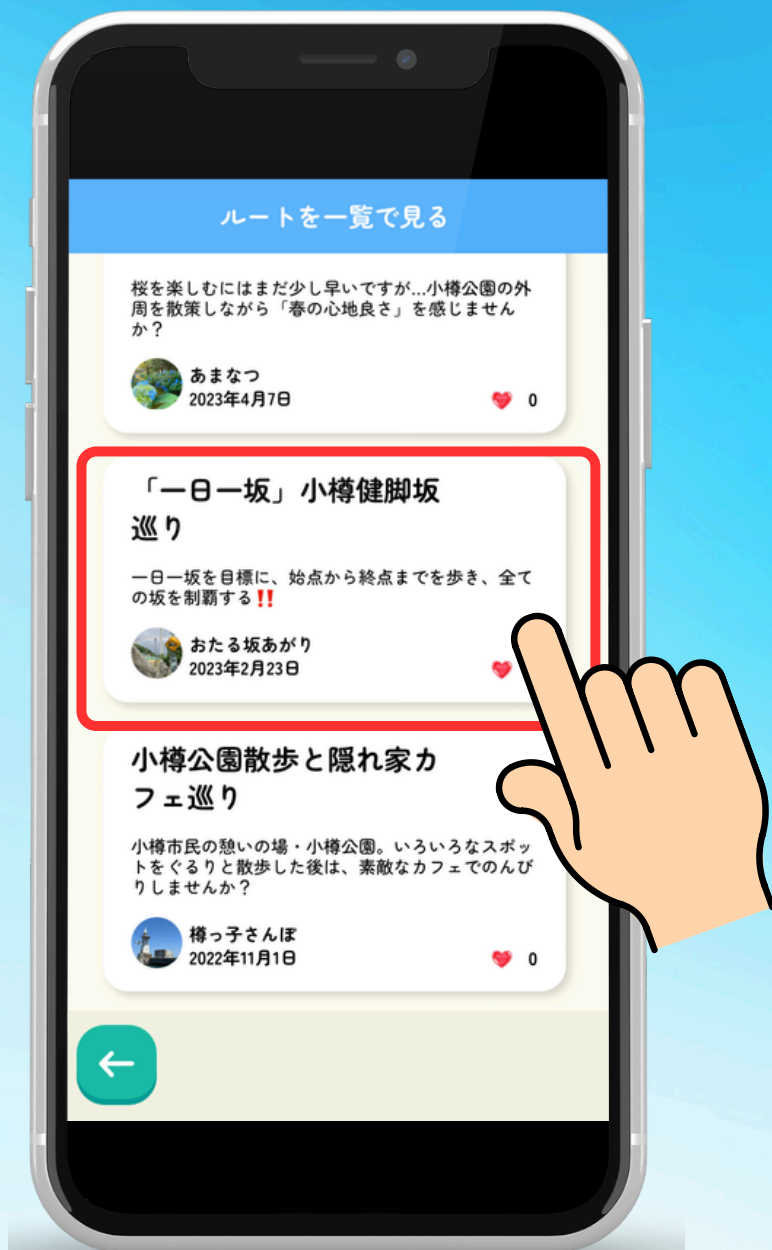 ルートを一覧で見る
桜を楽しむにはまだ少し早いですが...小樽公園の外
周を散策しながら「春の心地良さ」を感じません
か？
あまなつ
2023年4月7日
0
「一日一坂」小樽健脚坂
巡り
一日一坂を目標に、始点から終点までを歩き、全て
の坂を制覇する‼️
おたる坂あがり
2023年2月23日
小樽公園散歩と隠れ家カ
フェ巡り
小樽市民の憩いの場・小樽公園。いろいろなスポッ
トをぐるりと散歩した後は、素敵なカフェでのんび
りしませんか？
樽っ子さんぽ
2022年11月1日
0